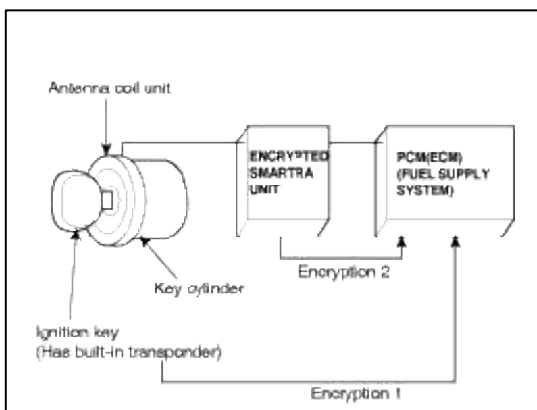 Antenna coil unit
ENCRYPTED
SMARTRA
UNIT
PCM(ECM)
(FUEL SUPPLY
SYSTEM)
Encryption 2
Key cylinder
Ignition key
(Has built-in transponder)
Encryption 1